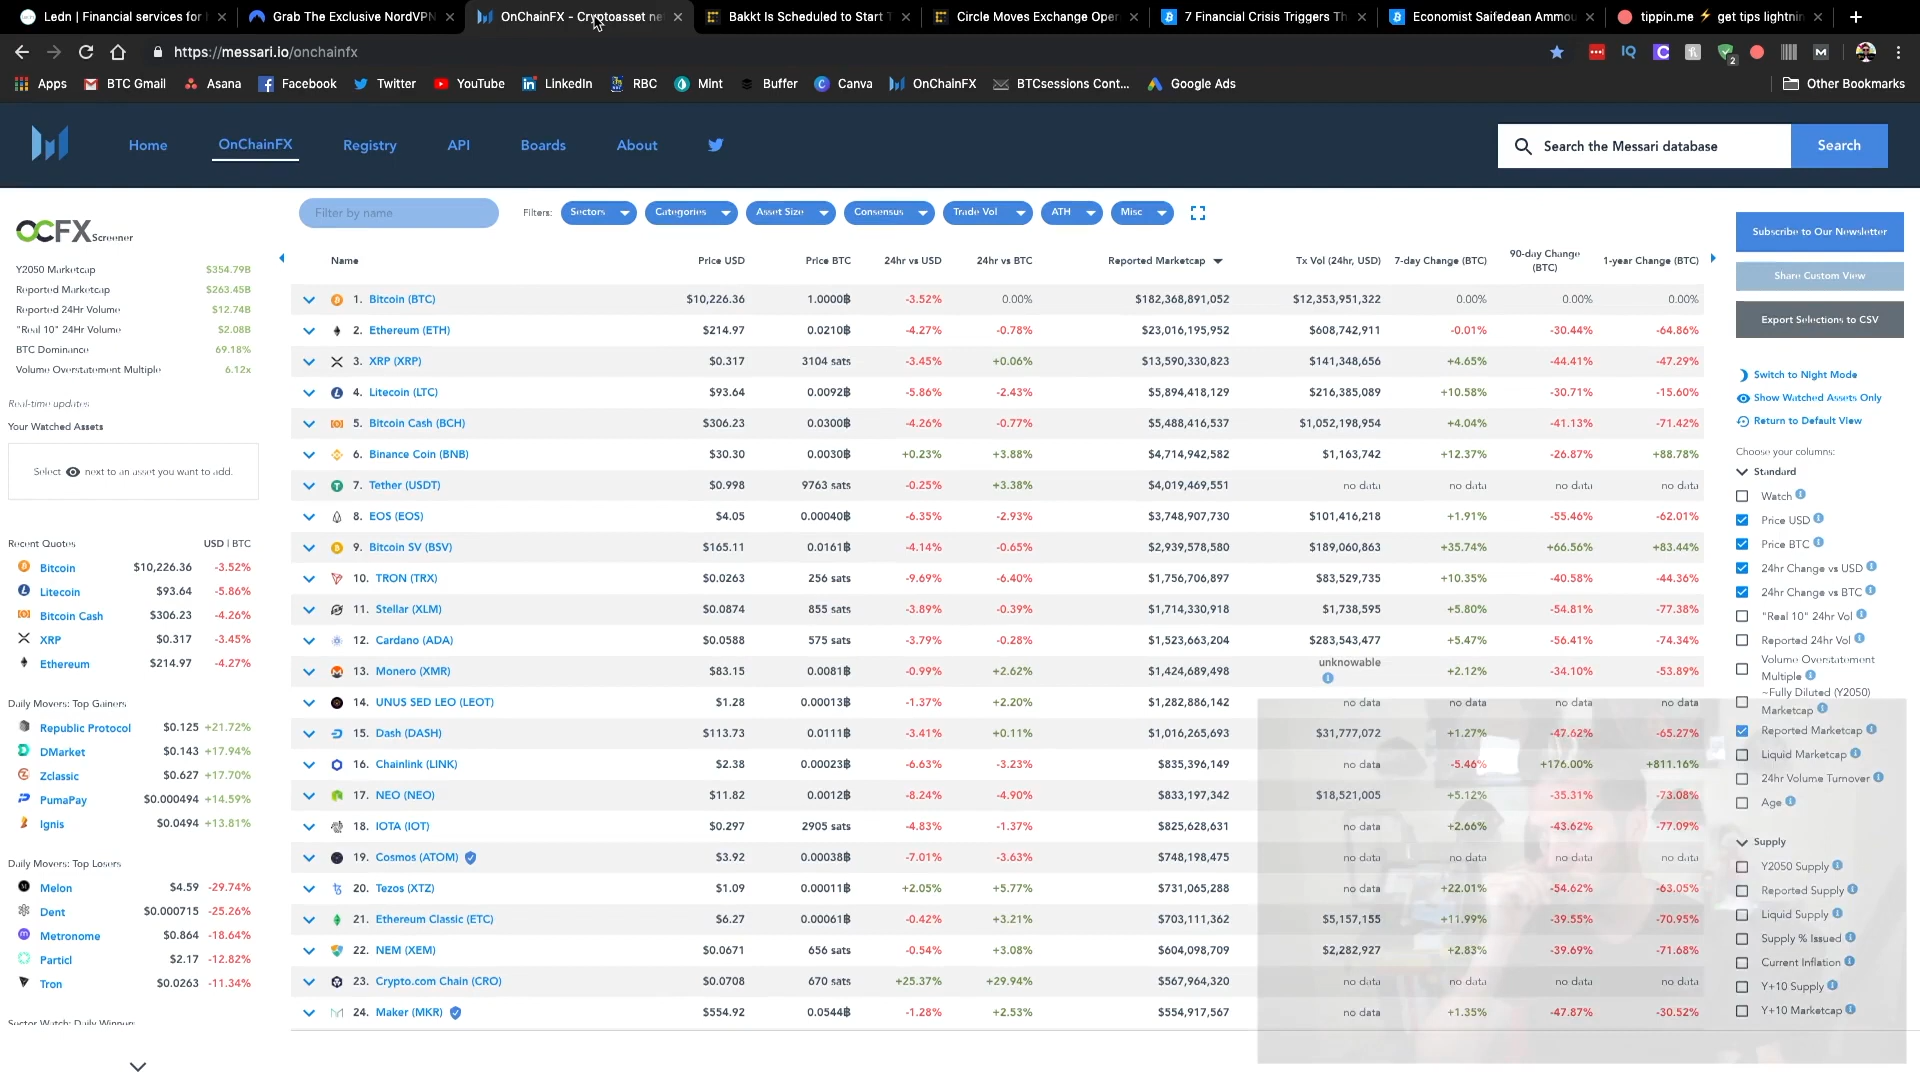 Ledn | Financial services for
Grab The Exclusive NordVPN
OnChainFX - Cryptoasset ne
Bakkt Is Scheduled to Start T
Circle Moves Exchange Oper
7 Financial Crisis Triggers Th
Economist Saifedean Ammou
tippin.me ⚡ get tips lightnin
https://messari.io/onchainfx
Apps BTC Gmail Asana Facebook Twitter YouTube LinkedIn RBC Mint Buffer Canva OnChainFX BTCsessions Cont... Google Ads Other Bookmarks
Home OnChainFX Registry API Boards About
Search the Messari database Search
OCFX Screener
Y2050 Marketcap $354.79B
Reported Marketcap $263.45B
Reported 24Hr Volume $12.74B
"Real 10" 24Hr Volume $2.08B
BTC Dominance 69.18%
Volume Overstatement Multiple 6.12x
Real-time updates
Your Watched Assets
Select next to an asset you want to add.
Recent Quotes USD | BTC
Bitcoin $10,226.36 -3.52%
Litecoin $93.64 -5.86%
Bitcoin Cash $306.23 -4.26%
XRP $0.317 -3.45%
Ethereum $214.97 -4.27%
Daily Movers: Top Gainers
Republic Protocol $0.125 +21.72%
DMarket $0.143 +17.94%
Zclassic $0.627 +17.70%
PumaPay $0.000494 +14.59%
Ignis $0.0494 +13.81%
Daily Movers: Top Losers
Melon $4.59 -29.74%
Dent $0.000715 -25.26%
Metronome $0.864 -18.64%
Particl $2.17 -12.82%
Tron $0.0263 -11.34%
Sector Watch: Daily Winners
Filter by name Filters: Sectors Categories Asset Size Consensus Trade Vol ATH Misc
Name Price USD Price BTC 24hr vs USD 24hr vs BTC Reported Marketcap Tx Vol (24hr, USD) 7-day Change (BTC) 90-day Change (BTC) 1-year Change (BTC)
1. Bitcoin (BTC) $10,226.36 1.0000฿ -3.52% 0.00% $182,368,891,052 $12,353,951,322 0.00% 0.00% 0.00%
2. Ethereum (ETH) $214.97 0.0210฿ -4.27% -0.78% $23,016,195,952 $608,742,911 -0.01% -30.44% -64.86%
3. XRP (XRP) $0.317 3104 sats -3.45% +0.06% $13,590,330,823 $141,348,656 +4.65% -44.41% -47.29%
4. Litecoin (LTC) $93.64 0.0092฿ -5.86% -2.43% $5,894,418,129 $216,385,089 +10.58% -30.71% -15.60%
5. Bitcoin Cash (BCH) $306.23 0.0300฿ -4.26% -0.77% $5,488,416,537 $1,052,198,954 +4.04% -41.13% -71.42%
6. Binance Coin (BNB) $30.30 0.0030฿ +0.23% +3.88% $4,714,942,582 $1,163,742 +12.37% -26.87% +88.78%
7. Tether (USDT) $0.998 9763 sats -0.25% +3.38% $4,019,469,551 no data no data no data no data
8. EOS (EOS) $4.05 0.00040฿ -6.35% -2.93% $3,748,907,730 $101,416,218 +1.91% -55.46% -62.01%
9. Bitcoin SV (BSV) $165.11 0.0161฿ -4.14% -0.65% $2,939,578,580 $189,060,863 +35.74% +66.56% +83.44%
10. TRON (TRX) $0.0263 256 sats -9.69% -6.40% $1,756,706,897 $83,529,735 +10.35% -40.58% -44.36%
11. Stellar (XLM) $0.0874 855 sats -3.89% -0.39% $1,714,330,918 $1,738,595 +5.80% -54.81% -77.38%
12. Cardano (ADA) $0.0588 575 sats -3.79% -0.28% $1,523,663,204 $283,543,477 +5.47% -56.41% -74.34%
13. Monero (XMR) $83.15 0.0081฿ -0.99% +2.62% $1,424,689,498 unknowable +2.12% -34.10% -53.89%
14. UNUS SED LEO (LEOT) $1.28 0.00013฿ -1.37% +2.20% $1,282,886,142 no data no data no data no data
15. Dash (DASH) $113.73 0.0111฿ -3.41% +0.11% $1,016,265,693 $31,777,072 +1.27% -47.62% -65.27%
16. Chainlink (LINK) $2.38 0.00023฿ -6.63% -3.23% $835,396,149 no data -5.46% +176.00% +811.16%
17. NEO (NEO) $11.82 0.0012฿ -8.24% -4.90% $833,197,342 $18,521,005 +5.12% -35.31% -73.08%
18. IOTA (IOT) $0.297 2905 sats -4.83% -1.37% $825,628,631 no data +2.66% -43.62% -77.09%
19. Cosmos (ATOM) $3.92 0.00038฿ -7.01% -3.63% $748,198,475 no data no data no data no data
20. Tezos (XTZ) $1.09 0.00011฿ +2.05% +5.77% $731,065,288 no data +22.01% -54.62% -63.05%
21. Ethereum Classic (ETC) $6.27 0.00061฿ -0.42% +3.21% $703,111,362 $5,157,155 +11.99% -39.55% -70.95%
22. NEM (XEM) $0.0671 656 sats -0.54% +3.08% $604,098,709 $2,282,927 +2.83% -39.69% -71.68%
23. Crypto.com Chain (CRO) $0.0708 670 sats +25.37% +29.94% $567,964,320 no data no data no data no data
24. Maker (MKR) $554.92 0.0544฿ -1.28% +2.53% $554,917,567 no data +1.35% -47.87% -30.52%
Subscribe to Our Newsletter
Share Custom View
Export Selections to CSV
Switch to Night Mode
Show Watched Assets Only
Return to Default View
Choose your columns:
Standard
Watch
Price USD
Price BTC
24hr Change vs USD
24hr Change vs BTC
"Real 10" 24hr Vol
Reported 24hr Vol
Volume Overstatement
Multiple
~Fully Diluted (Y2050)
Marketcap
Reported Marketcap
Liquid Marketcap
24hr Volume Turnover
Age
Supply
Y2050 Supply
Reported Supply
Liquid Supply
Supply % Issued
Current Inflation
Y+10 Supply
Y+10 Marketcap